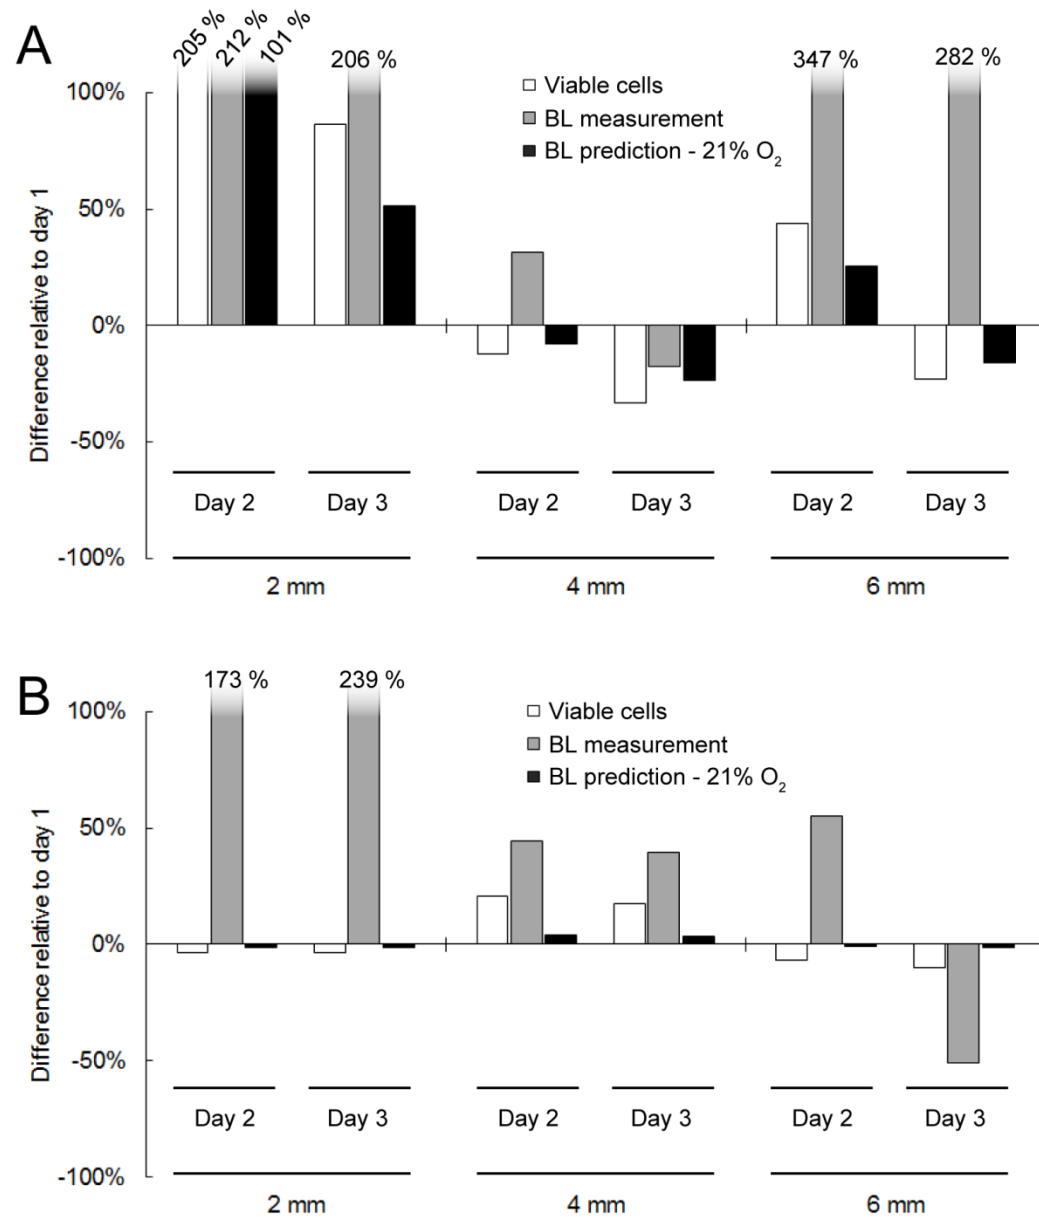 A
205 % 212 % 101 % 206 % 347 % 282 %
100%
50%
0%
-50%
-100%
Difference relative to day 1
Viable cells
BL measurement
BL prediction - 21% O2
Day 2 Day 3 Day 2 Day 3 Day 2 Day 3
2 mm 4 mm 6 mm
B
173 % 239 %
100%
50%
0%
-50%
-100%
Difference relative to day 1
Viable cells
BL measurement
BL prediction - 21% O2
Day 2 Day 3 Day 2 Day 3 Day 2 Day 3
2 mm 4 mm 6 mm